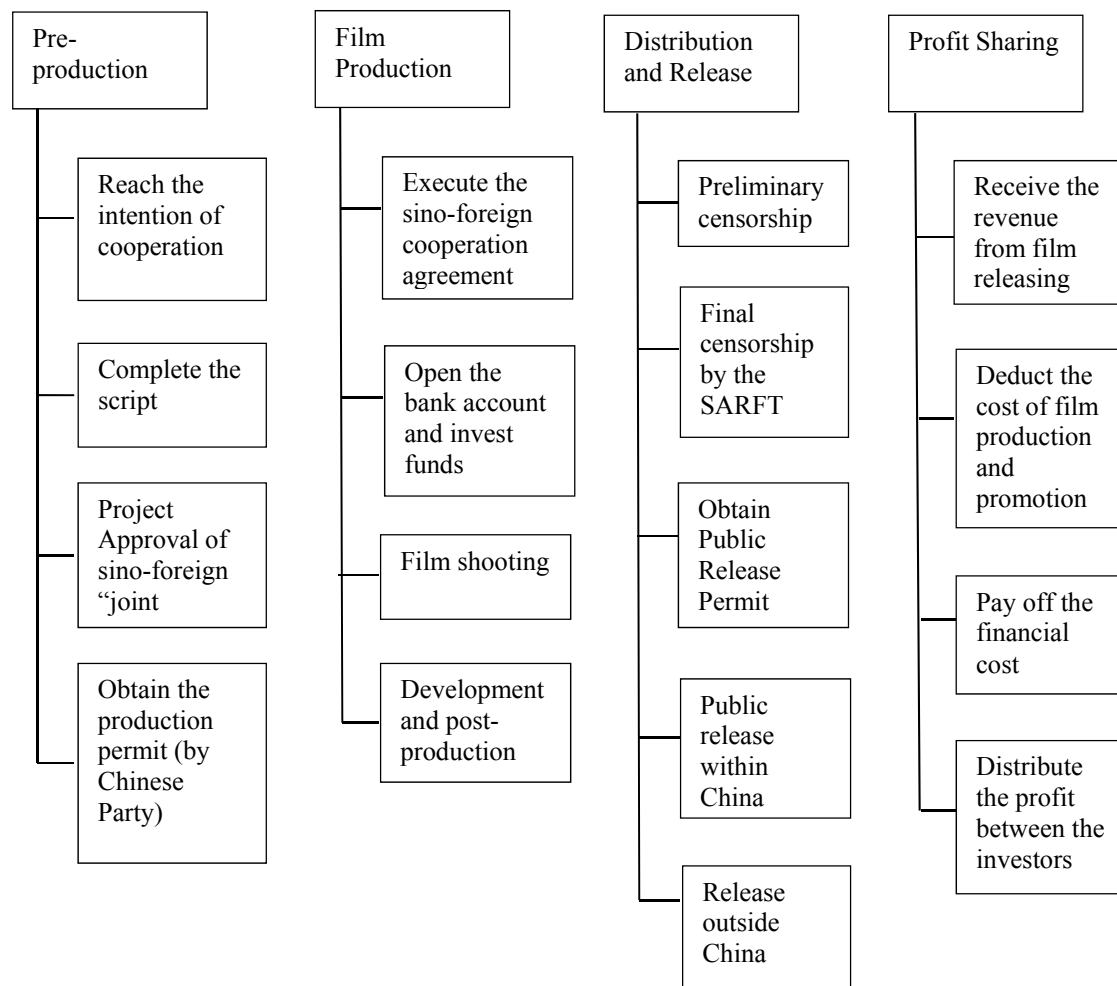 Pre-
production
Reach the
intention of
cooperation
Complete the
script
Project
Approval of
sino-foreign
“joint
Obtain the
production
permit (by
Chinese
Party)
Film
Production
Execute the
sino-foreign
cooperation
agreement
Open the
bank account
and invest
funds
Film shooting
Development
and post-
production
Distribution
and Release
Preliminary
censorship
Final
censorship
by the
SARFT
Obtain
Public
Release
Permit
Public
release
within
China
Release
outside
China
Profit Sharing
Receive the
revenue
from film
releasing
Deduct the
cost of film
production
and
promotion
Pay off the
financial
cost
Distribute
the profit
between the
investors